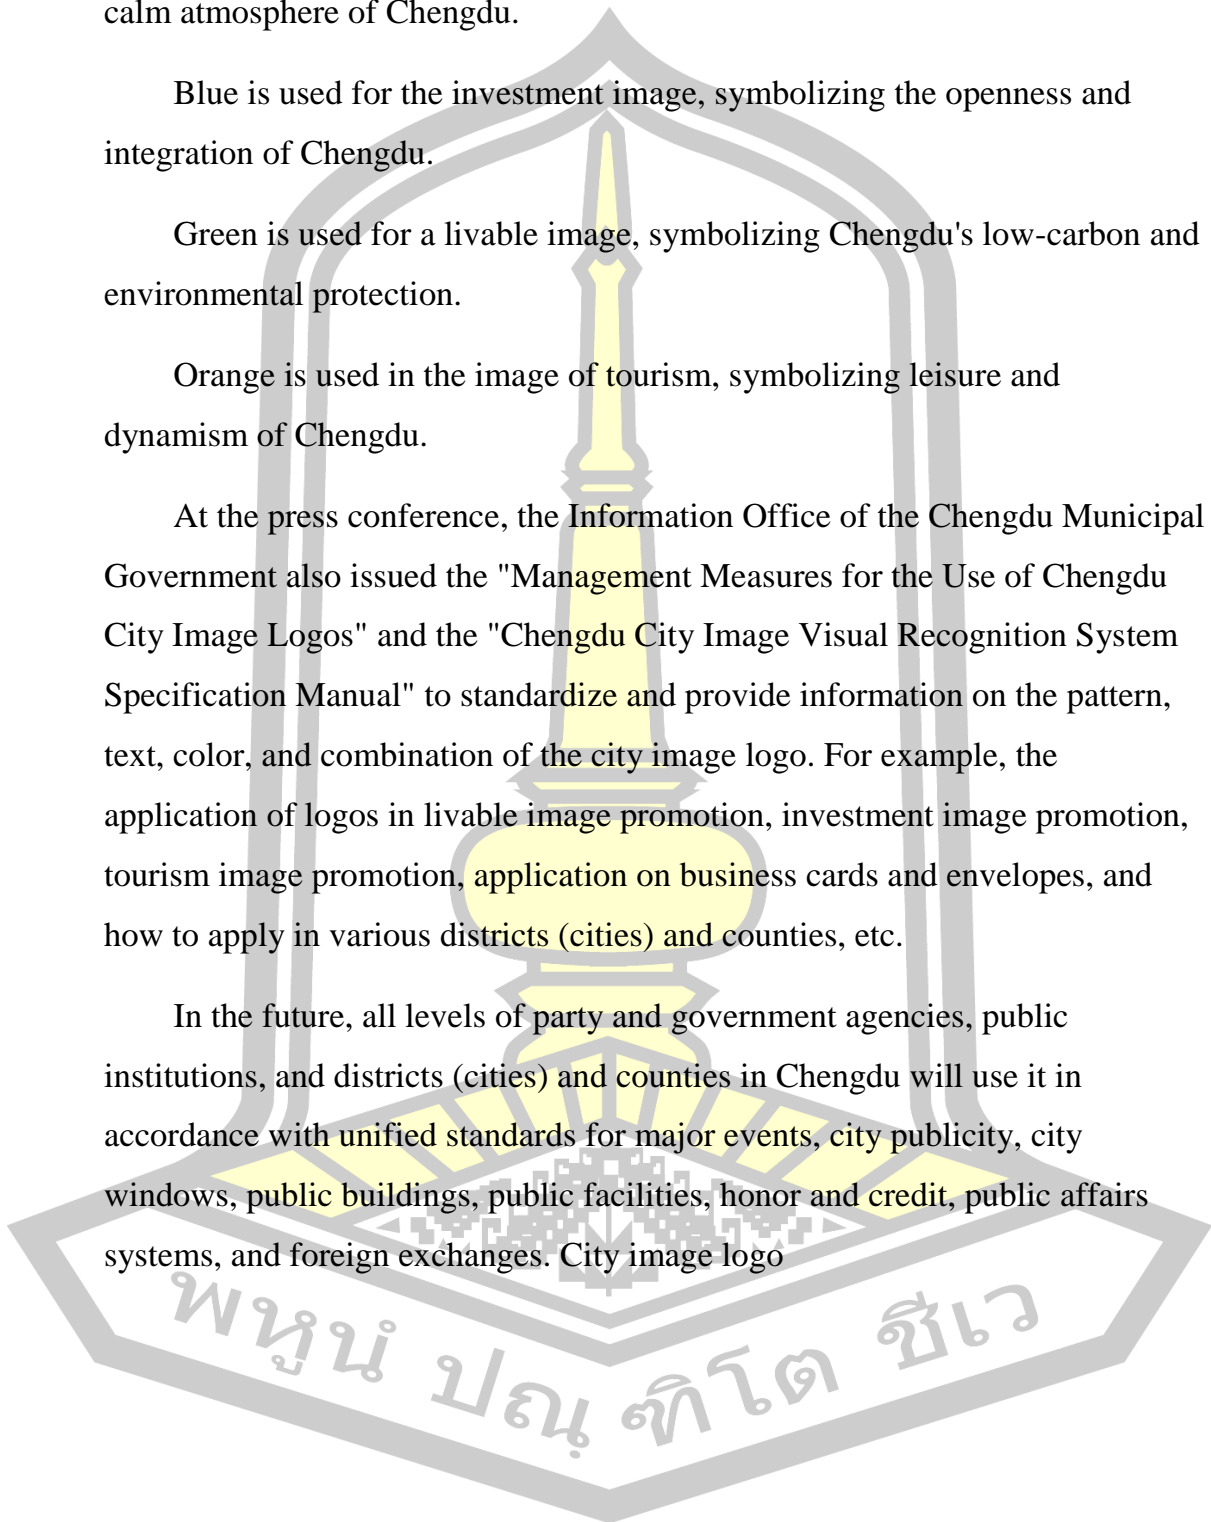 calm atmosphere of Chengdu.
Blue is used for the investment image, symbolizing the openness and
integration of Chengdu.
Green is used for a livable image, symbolizing Chengdu's low-carbon and
environmental protection.
Orange is used in the image of tourism, symbolizing leisure and
dynamism of Chengdu.
At the press conference, the Information Office of the Chengdu Municipal
Government also issued the "Management Measures for the Use of Chengdu
City Image Logos" and the "Chengdu City Image Visual Recognition System
Specification Manual" to standardize and provide information on the pattern,
text, color, and combination of the city image logo. For example, the
application of logos in livable image promotion, investment image promotion,
tourism image promotion, application on business cards and envelopes, and
how to apply in various districts (cities) and counties, etc.
In the future, all levels of party and government agencies, public
institutions, and districts (cities) and counties in Chengdu will use it in
accordance with unified standards for major events, city publicity, city
windows, public buildings, public facilities, honor and credit, public affairs
systems, and foreign exchanges. City image logo
พหูนํ ปณฺฑิโต ชีเว